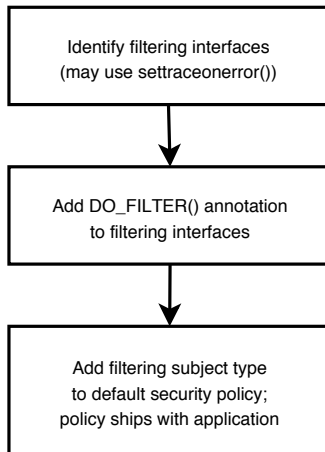 Identify filtering interfaces
(may use settraceonerror())
Add DO_FILTER() annotation
to filtering interfaces
Add filtering subject type
to default security policy;
policy ships with application